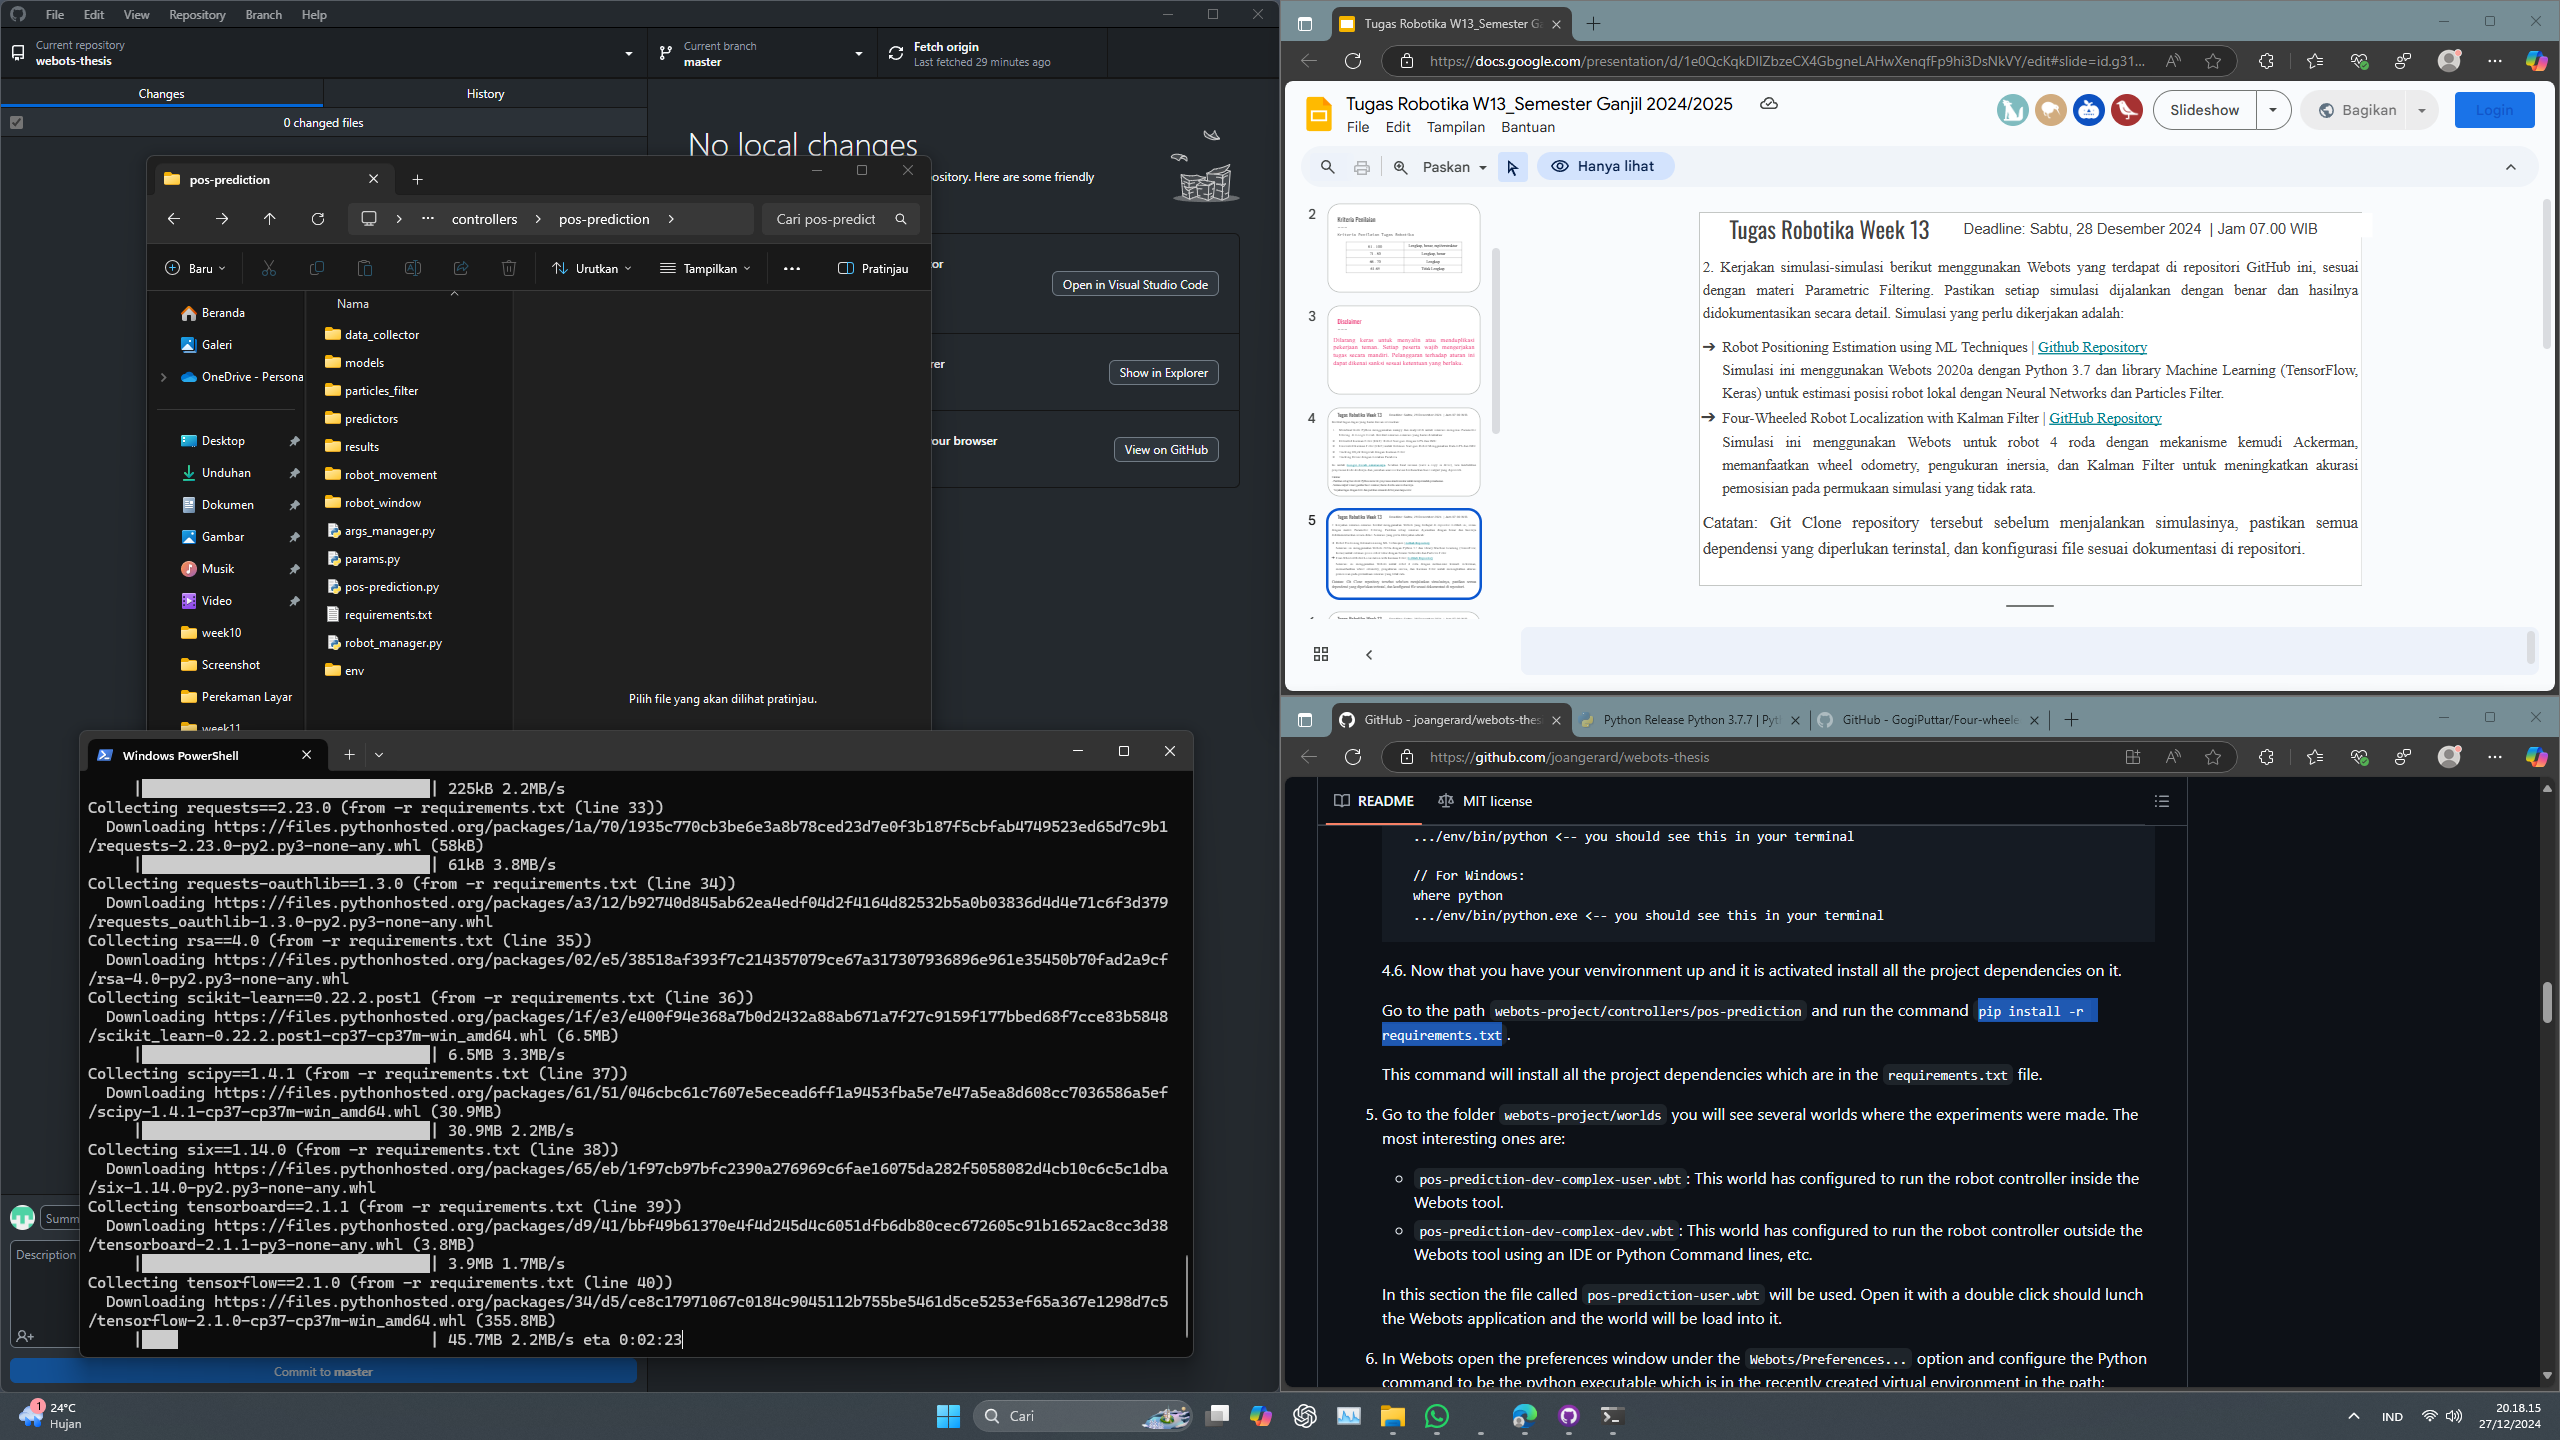 File Edit View Repository Branch Help
Current repository
webots-thesis
Current branch
master
Fetch origin
Last fetched 29 minutes ago
Changes
History
0 changed files
No local changes
ository. Here are some friendly
Open in Visual Studio Code
Show in Explorer
our browser
View on GitHub
Description
Commit to master
pos-prediction
controllers
pos-prediction
Cari pos-predict
Baru
Urutkan
Tampilkan
Pratinjau
Nama
Beranda
Galeri
OneDrive - Persona
Desktop
Unduhan
Dokumen
Gambar
Musik
Video
week10
Screenshot
Perekaman Layar
week11
data_collector
models
particles_filter
predictors
results
robot_movement
robot_window
args_manager.py
params.py
pos-prediction.py
requirements.txt
robot_manager.py
env
Pilih file yang akan dilihat pratinjau.
Windows PowerShell
| 225kB 2.2MB/s
Collecting requests==2.23.0 (from -r requirements.txt (line 33))
Downloading https://files.pythonhosted.org/packages/1a/70/1935c770cb3be6e3a8b78ced23d7e0f3b187f5cbfab4749523ed65d7c9b1
/requests-2.23.0-py2.py3-none-any.whl (58kB)
| 61kB 3.8MB/s
Collecting requests-oauthlib==1.3.0 (from -r requirements.txt (line 34))
Downloading https://files.pythonhosted.org/packages/a3/12/b92740d845ab62ea4edf04d2f4164d82532b5a0b03836d4d4e71c6f3d379
/requests_oauthlib-1.3.0-py2.py3-none-any.whl
Collecting rsa==4.0 (from -r requirements.txt (line 35))
Downloading https://files.pythonhosted.org/packages/02/e5/38518af393f7c214357079ce67a317307936896e961e35450b70fad2a9cf
/rsa-4.0-py2.py3-none-any.whl
Collecting scikit-learn==0.22.2.post1 (from -r requirements.txt (line 36))
Downloading https://files.pythonhosted.org/packages/1f/e3/e400f94e368a7b0d2432a88ab671a7f27c9159f177bbed68f7cce83b5848
/scikit_learn-0.22.2.post1-cp37-cp37m-win_amd64.whl (6.5MB)
| 6.5MB 3.3MB/s
Collecting scipy==1.4.1 (from -r requirements.txt (line 37))
Downloading https://files.pythonhosted.org/packages/61/51/046cbc61c7607e5ecead6ff1a9453fba5e7e47a5ea8d608cc7036586a5ef
/scipy-1.4.1-cp37-cp37m-win_amd64.whl (30.9MB)
| 30.9MB 2.2MB/s
Collecting six==1.14.0 (from -r requirements.txt (line 38))
Downloading https://files.pythonhosted.org/packages/65/eb/1f97cb97bfc2390a276969c6fae16075da282f5058082d4cb10c6c5c1dba
/six-1.14.0-py2.py3-none-any.whl
Collecting tensorboard==2.1.1 (from -r requirements.txt (line 39))
Downloading https://files.pythonhosted.org/packages/d9/41/bbf49b61370e4f4d245d4c6051dfb6db80cec672605c91b1652ac8cc3d38
/tensorboard-2.1.1-py3-none-any.whl (3.8MB)
| 3.9MB 1.7MB/s
Collecting tensorflow==2.1.0 (from -r requirements.txt (line 40))
Downloading https://files.pythonhosted.org/packages/34/d5/ce8c17971067c0184c9045112b755be5461d5ce5253ef65a367e1298d7c5
/tensorflow-2.1.0-cp37-cp37m-win_amd64.whl (355.8MB)
| 45.7MB 2.2MB/s eta 0:02:23
Tugas Robotika W13_Semester Ga
https://docs.google.com/presentation/d/1e0QcKqkDIlZbzeCX4GbgneLAHwXenqfFp9hi3DsNkVY/edit#slide=id.g31...
Tugas Robotika W13_Semester Ganjil 2024/2025
File Edit Tampilan Bantuan
Slideshow
Bagikan
Login
Paskan
Hanya lihat
2
Kriteria Penilaian
3
Disclaimer
Dilarang keras untuk menyalin atau menduplikasi pekerjaan teman. Setiap peserta wajib mengerjakan tugas secara mandiri. Pelanggaran terhadap aturan ini dapat dikenai sanksi sesuai ketentuan yang berlaku.
4
5
Tugas Robotika Week 13
Deadline: Sabtu, 28 Desember 2024 | Jam 07.00 WIB
2. Kerjakan simulasi-simulasi berikut menggunakan Webots yang terdapat di repositori GitHub ini, sesuai
dengan materi Parametric Filtering. Pastikan setiap simulasi dijalankan dengan benar dan hasilnya
didokumentasikan secara detail. Simulasi yang perlu dikerjakan adalah:
➔ Robot Positioning Estimation using ML Techniques | Github Repository
Simulasi ini menggunakan Webots 2020a dengan Python 3.7 dan library Machine Learning (TensorFlow,
Keras) untuk estimasi posisi robot lokal dengan Neural Networks dan Particles Filter.
➔ Four-Wheeled Robot Localization with Kalman Filter | GitHub Repository
Simulasi ini menggunakan Webots untuk robot 4 roda dengan mekanisme kemudi Ackerman,
memanfaatkan wheel odometry, pengukuran inersia, dan Kalman Filter untuk meningkatkan akurasi
pemosisian pada permukaan simulasi yang tidak rata.
Catatan: Git Clone repository tersebut sebelum menjalankan simulasinya, pastikan semua
dependensi yang diperlukan terinstal, dan konfigurasi file sesuai dokumentasi di repositori.
GitHub - joangerard/webots-thesi
Python Release Python 3.7.7 | Pyt
GitHub - GogiPuttar/Four-wheele
https://github.com/joangerard/webots-thesis
README
MIT license
.../env/bin/python <-- you should see this in your terminal
// For Windows:
where python
.../env/bin/python.exe <-- you should see this in your terminal
4.6. Now that you have your venvironment up and it is activated install all the project dependencies on it.
Go to the path webots-project/controllers/pos-prediction and run the command pip install -r
requirements.txt.
This command will install all the project dependencies which are in the requirements.txt file.
5. Go to the folder webots-project/worlds you will see several worlds where the experiments were made. The
most interesting ones are:
pos-prediction-dev-complex-user.wbt: This world has configured to run the robot controller inside the
Webots tool.
pos-prediction-dev-complex-dev.wbt: This world has configured to run the robot controller outside the
Webots tool using an IDE or Python Command lines, etc.
In this section the file called pos-prediction-user.wbt will be used. Open it with a double click should lunch
the Webots application and the world will be load into it.
6. In Webots open the preferences window under the Webots/Preferences... option and configure the Python
command to be the python executable which is in the recently created virtual environment in the path:
1
24°C
Hujan
Cari
IND
20.18.15
27/12/2024